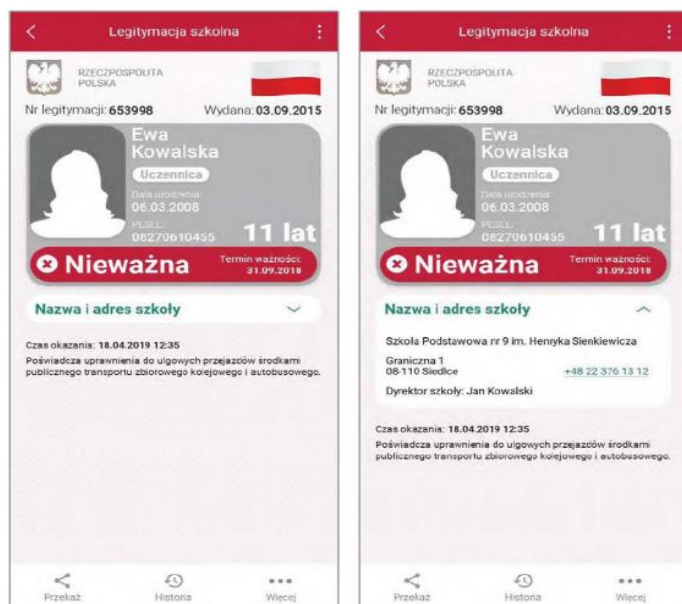 Legitymacja szkolna
RZECZPOSPOLITA
POLSKA
Nr legitymacji: 653998 Wydana: 03.09.2015
Ewa
Kowalska
Uczennica
Data urodzenia:
06.03.2008
PESEL:
08270610455 11 lat
Nieważna
Termin ważności:
31.09.2018
Nazwa i adres szkoły
Czas okazania: 18.04.2019 12:35
Poświadcza uprawnienia do ulgowych przejazdów środkami
publicznego transportu zbiorowego kolejowego i autobusowego.
Przekaż Historia Więcej
Legitymacja szkolna
RZECZPOSPOLITA
POLSKA
Nr legitymacji: 653998 Wydana: 03.09.2015
Ewa
Kowalska
Uczennica
Data urodzenia:
06.03.2008
PESEL:
08270610455 11 lat
Nieważna
Termin ważności:
31.09.2018
Nazwa i adres szkoły
Szkoła Podstawowa nr 9 im. Henryka Sienkiewicza
Graniczna 1
08-110 Siedlce +48 22 376 13 12
Dyrektor szkoły: Jan Kowalski
Czas okazania: 18.04.2019 12:35
Poświadcza uprawnienia do ulgowych przejazdów środkami
publicznego transportu zbiorowego kolejowego i autobusowego.
Przekaż Historia Więcej